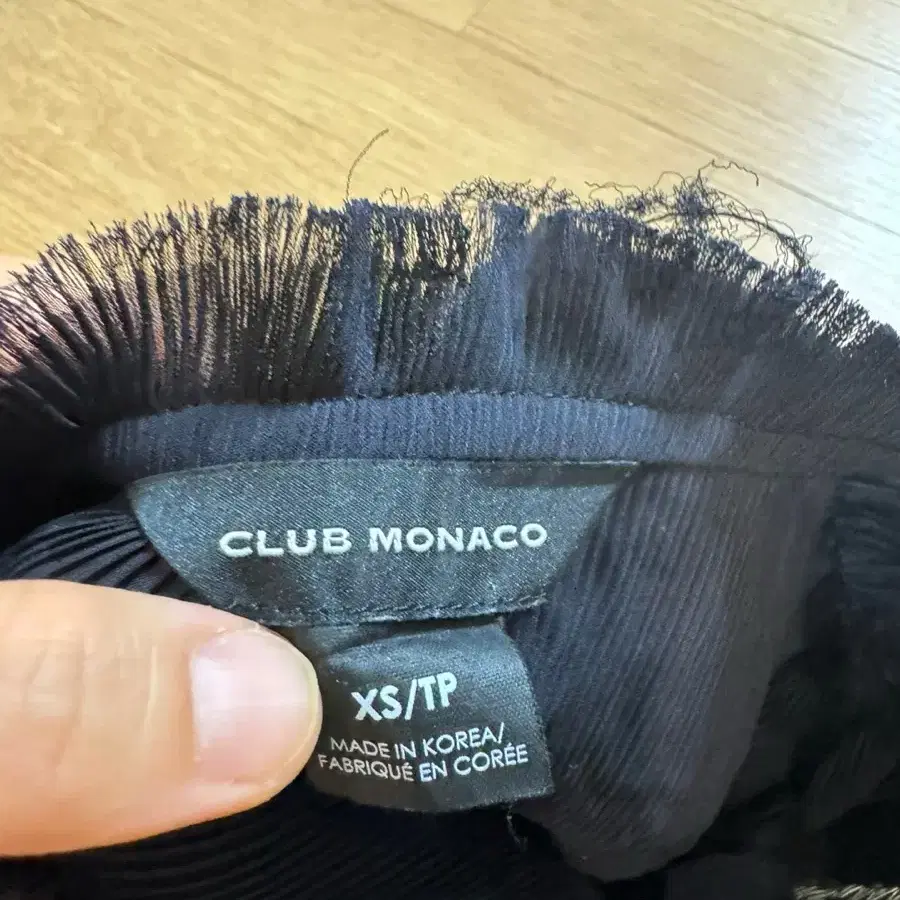 CLUB MONACO
XS/TP
MADE IN KOREA/
FABRIQUÉ EN CORÉE